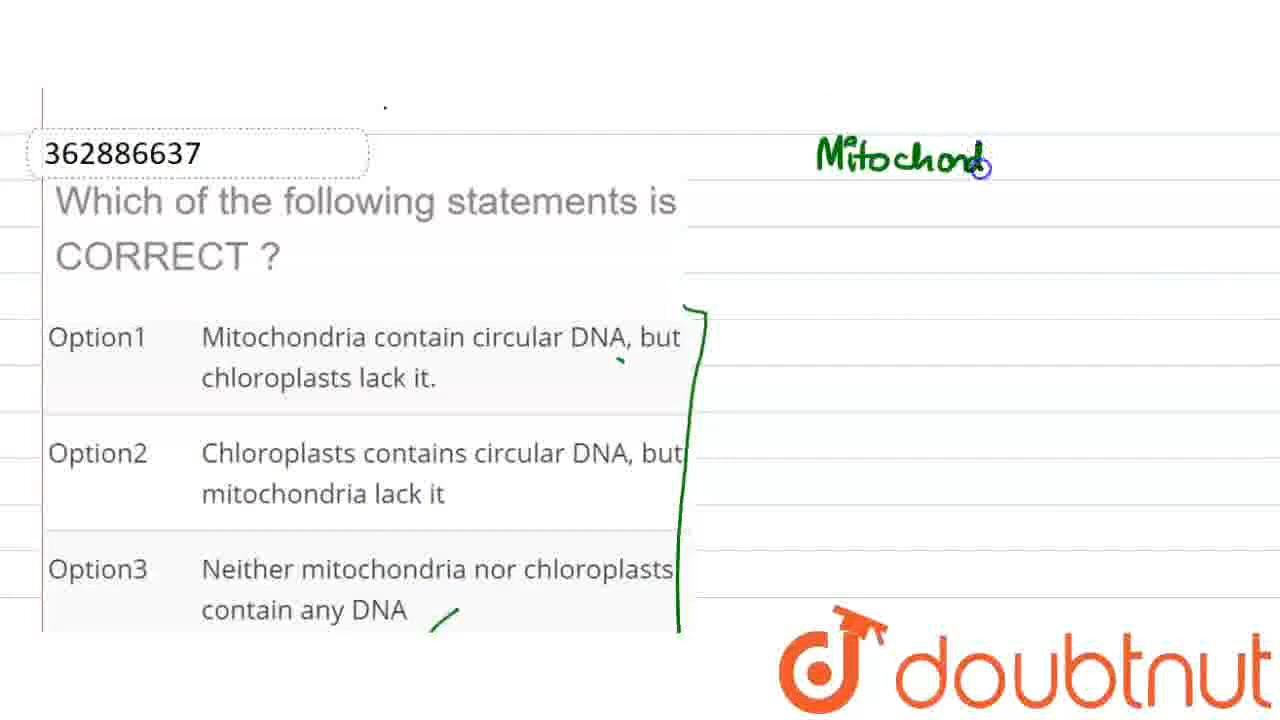 362886637
Mitochond
Which of the following statements is
CORRECT ?
Option1 Mitochondria contain circular DNA, but
chloroplasts lack it.
Option2 Chloroplasts contains circular DNA, but
mitochondria lack it
Option3 Neither mitochondria nor chloroplasts
contain any DNA
doubtnut